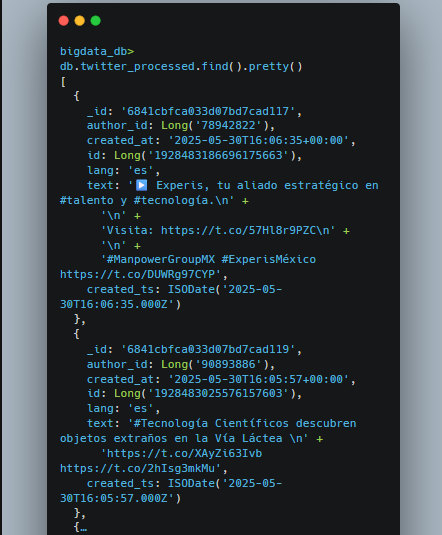 bigdata_db>
db.twitter_processed.find().pretty()
[
  {
    _id: '6841cbfca033d07bd7cad117',
    author_id: Long('78942822'),
    created_at: '2025-05-30T16:06:35+00:00',
    id: Long('1928483186696175663'),
    lang: 'es',
    text: '▶️ Experis, tu aliado estratégico en
#talento y #tecnología.\n' +
      '\n' +
      'Visita: https://t.co/57Hl8r9PZC\n' +
      '\n' +
      '#ManpowerGroupMX #ExperisMéxico
https://t.co/DUWRg97CYP',
    created_ts: ISODate('2025-05-
30T16:06:35.000Z')
  },
  {
    _id: '6841cbfca033d07bd7cad119',
    author_id: Long('90893886'),
    created_at: '2025-05-30T16:05:57+00:00',
    id: Long('1928483025576157603'),
    lang: 'es',
    text: '#Tecnología Científicos descubren
objetos extraños en la Vía Láctea \n' +
      'https://t.co/XAyZi63Ivb
https://t.co/2hIsg3mkMu',
    created_ts: ISODate('2025-05-
30T16:05:57.000Z')
  },
  {…